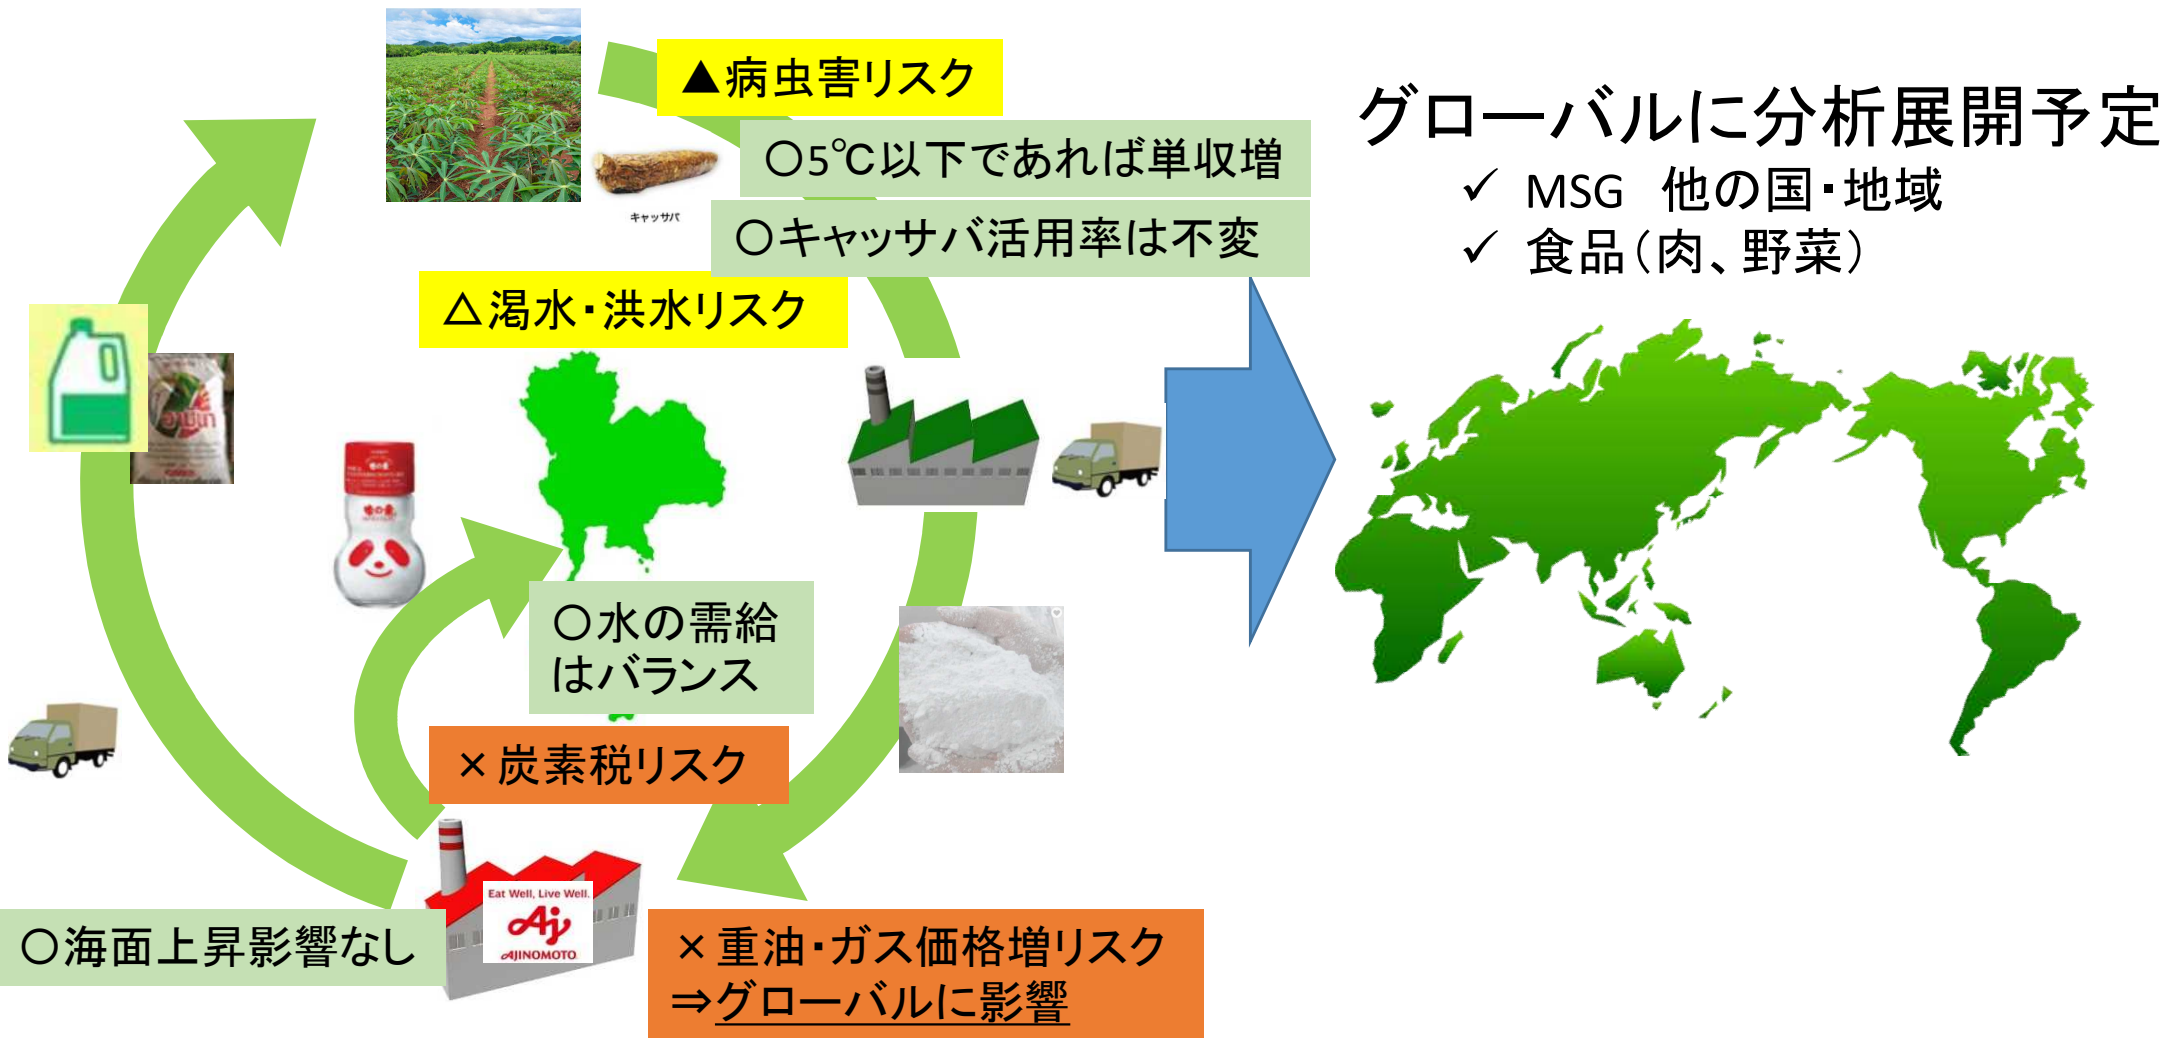 ▲病虫害リスク
○5℃以下であれば単収増
キャッサバ
○キャッサバ活用率は不変
△渇水・洪水リスク
グローバルに分析展開予定
✓ MSG 他の国・地域
✓ 食品(肉、野菜)
味の素
○水の需給
はバランス
×炭素税リスク
Eat Well, Live Well.
AJINOMOTO
○海面上昇影響なし
×重油・ガス価格増リスク
⇒グローバルに影響